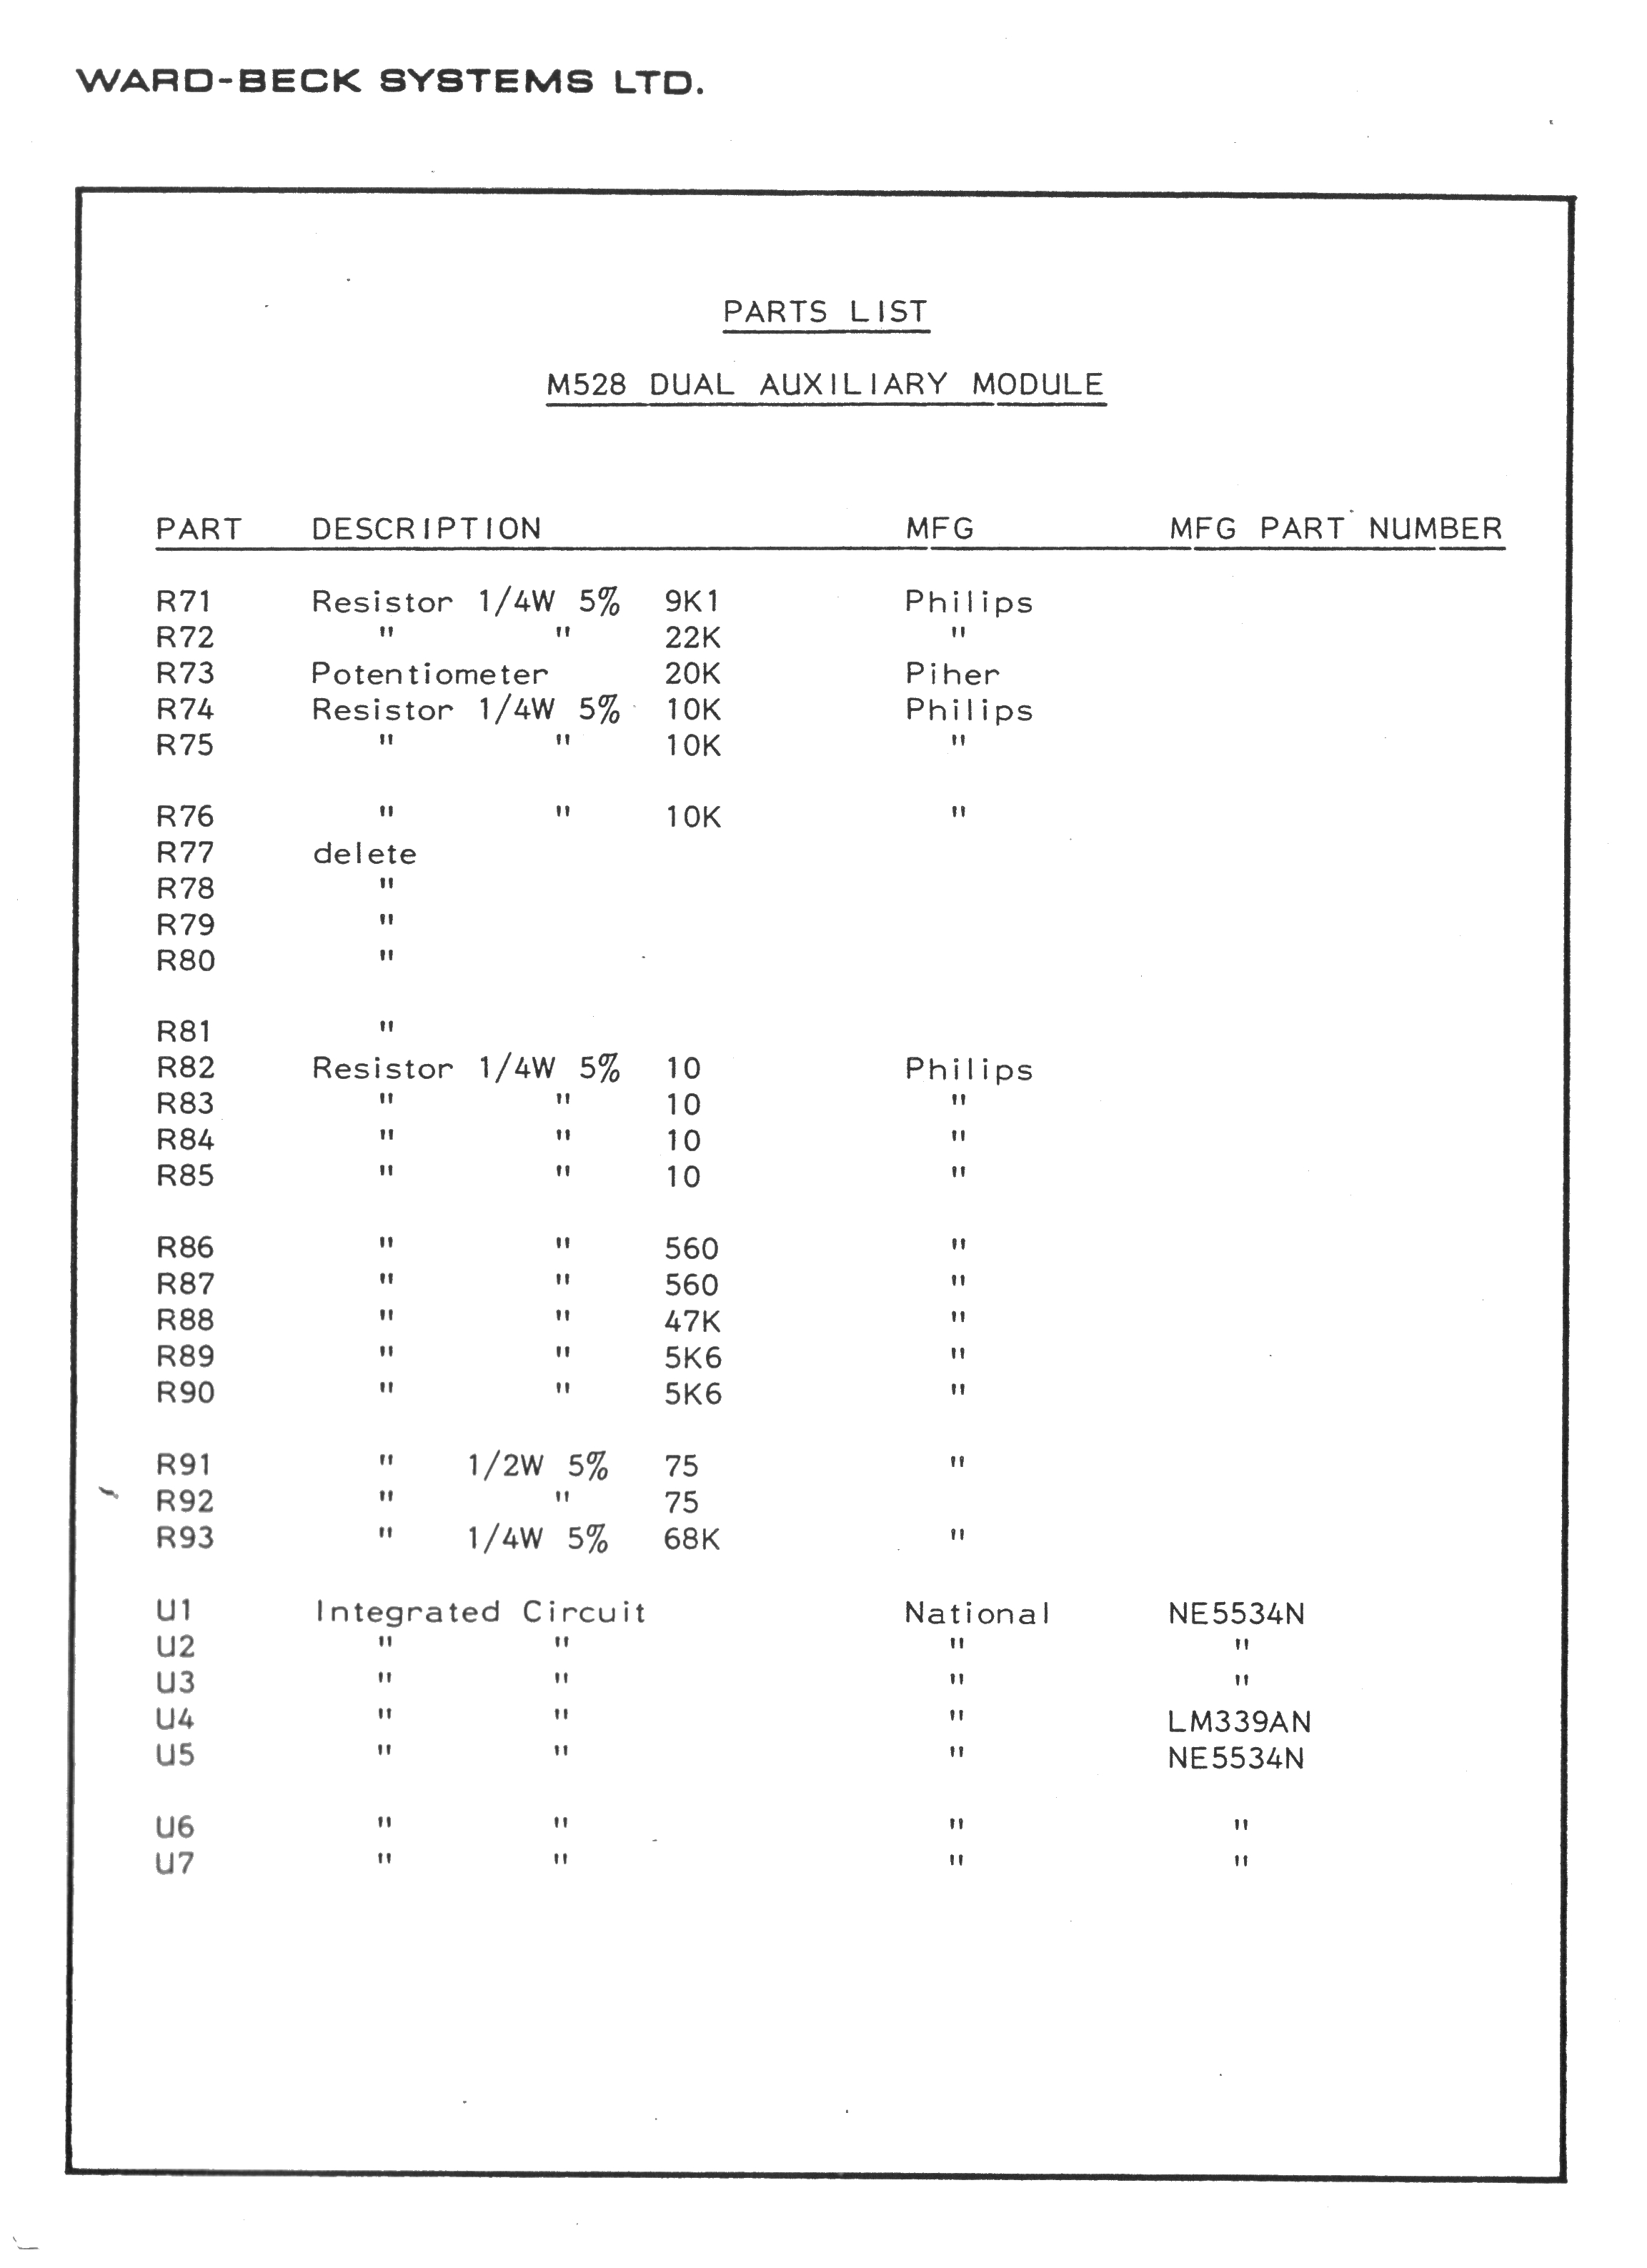 WARD-BECK SYSTEMS LTD.
PARTS LIST
M528 DUAL AUXILIARY MODULE
PART DESCRIPTION MFG MFG PART NUMBER
R71 Resistor 1/4W 5% 9K1 Philips
R72 " " 22K "
R73 Potentiometer 20K Piher
R74 Resistor 1/4W 5% 10K Philips
R75 " " 10K "
R76 " " 10K "
R77 delete
R78 "
R79 "
R80 "
R81 "
R82 Resistor 1/4W 5% 10 Philips
R83 " " 10 "
R84 " " 10 "
R85 " " 10 "
R86 " " 560 "
R87 " " 560 "
R88 " " 47K "
R89 " " 5K6 "
R90 " " 5K6 "
R91 " 1/2W 5% 75 "
R92 " " 75
R93 " 1/4W 5% 68K "
U1 Integrated Circuit National NE5534N
U2 " " " "
U3 " " " "
U4 " " " LM339AN
U5 " " " NE5534N
U6 " " " "
U7 " " " "